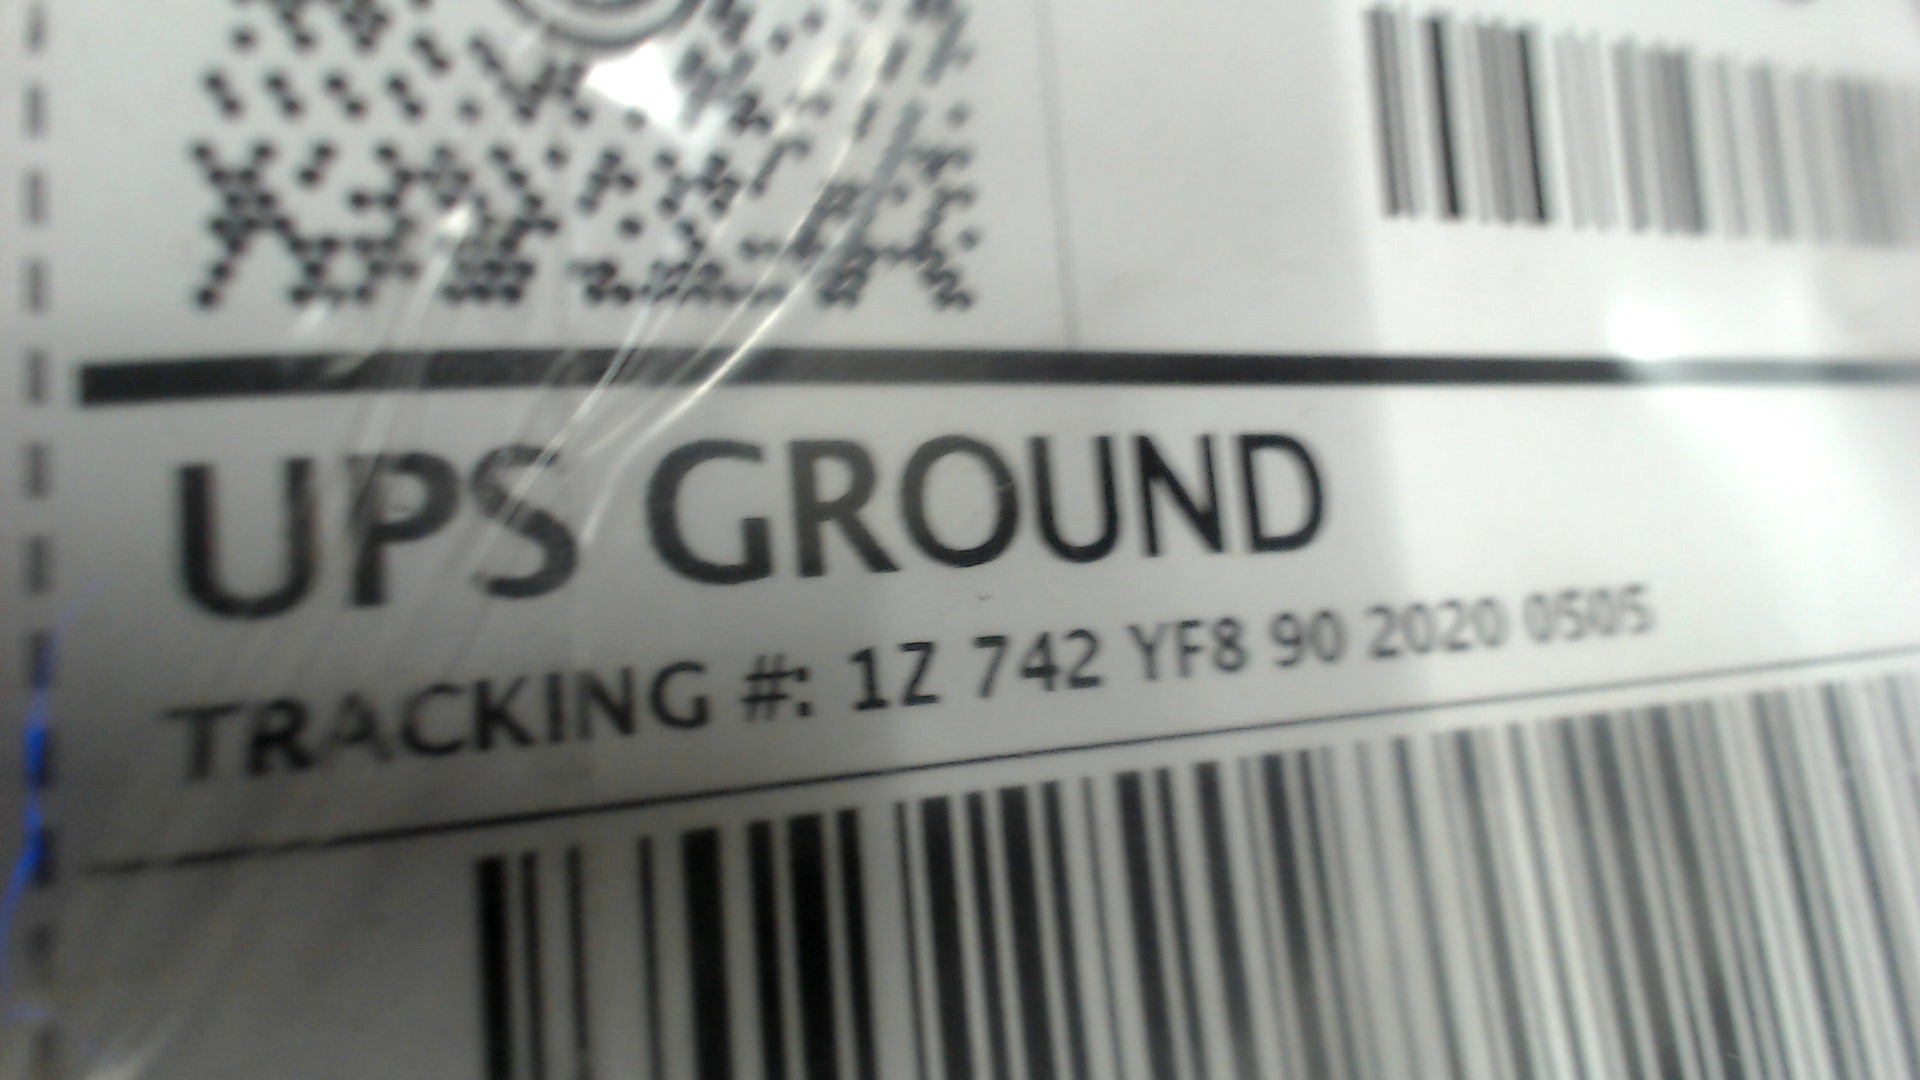 UPS GROUND
TRACKING #: 1Z 742 YF8 90 2020 0505